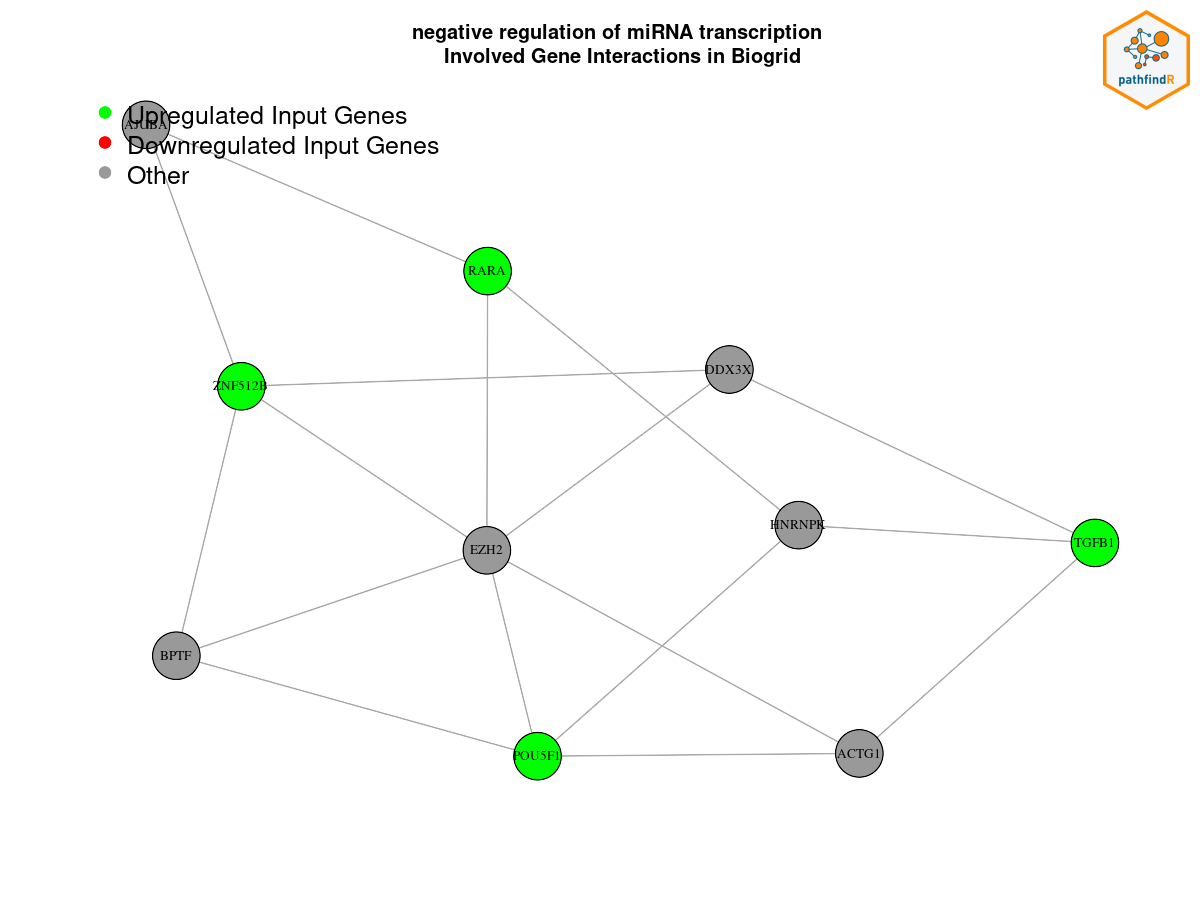 negative regulation of miRNA transcription
Involved Gene Interactions in Biogrid
pathfindR
Upregulated Input Genes
AJUBA
Downregulated Input Genes
Other
RARA
DDX3X
ZNF512B
HNRNPK
TGFB1
EZH2
BPTF
POU5F1
ACTG1